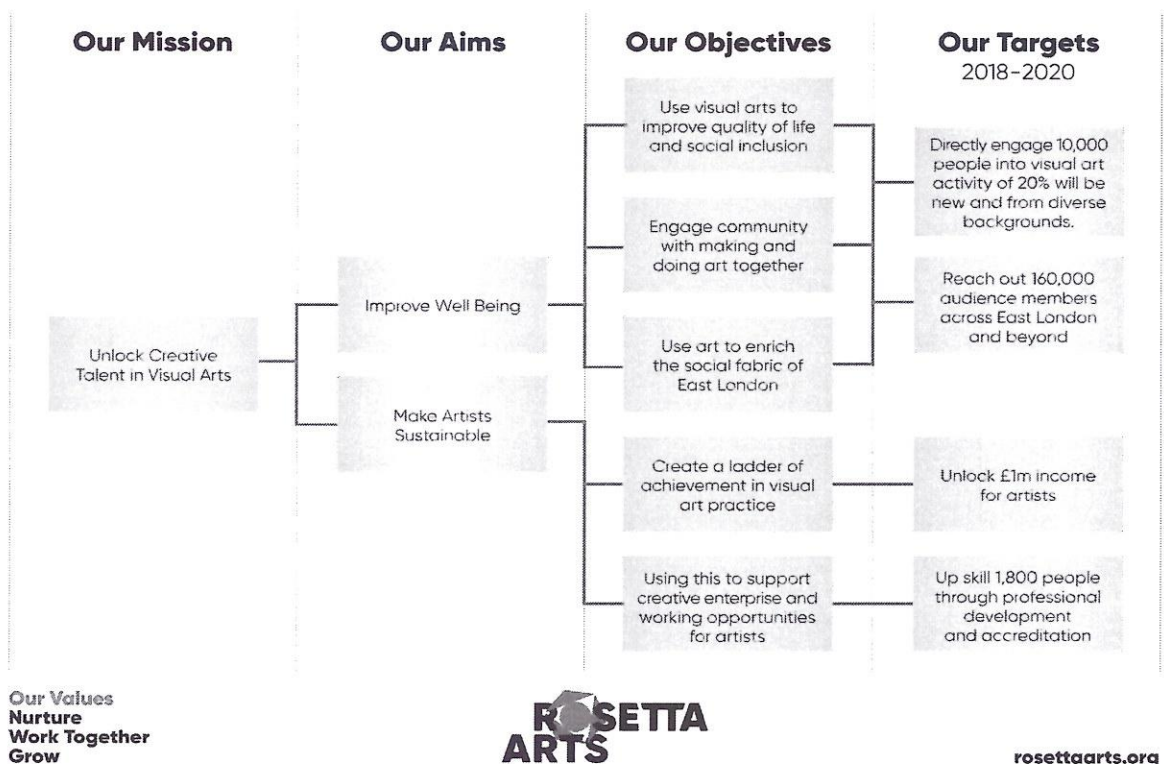 Our Mission
Our Aims
Our Objectives
Our Targets
2018-2020
Unlock Creative
Talent in Visual Arts
Improve Well Being
Make Artists
Sustainable
Use visual arts to
improve quality of life
and social inclusion
Engage community
with making and
doing art together
Use art to enrich
the social fabric of
East London
Create a ladder of
achievement in visual
art practice
Using this to support
creative enterprise and
working opportunities
for artists
Directly engage 10,000
people into visual art
activity of 20% will be
new and from diverse
backgrounds.
Reach out 160,000
audience members
across East London
and beyond
Unlock £1m income
for artists
Up skill 1,800 people
through professional
development
and accreditation
Our Values
Nurture
Work Together
Grow
ROSETTA
ARTS
rosettaarts.org